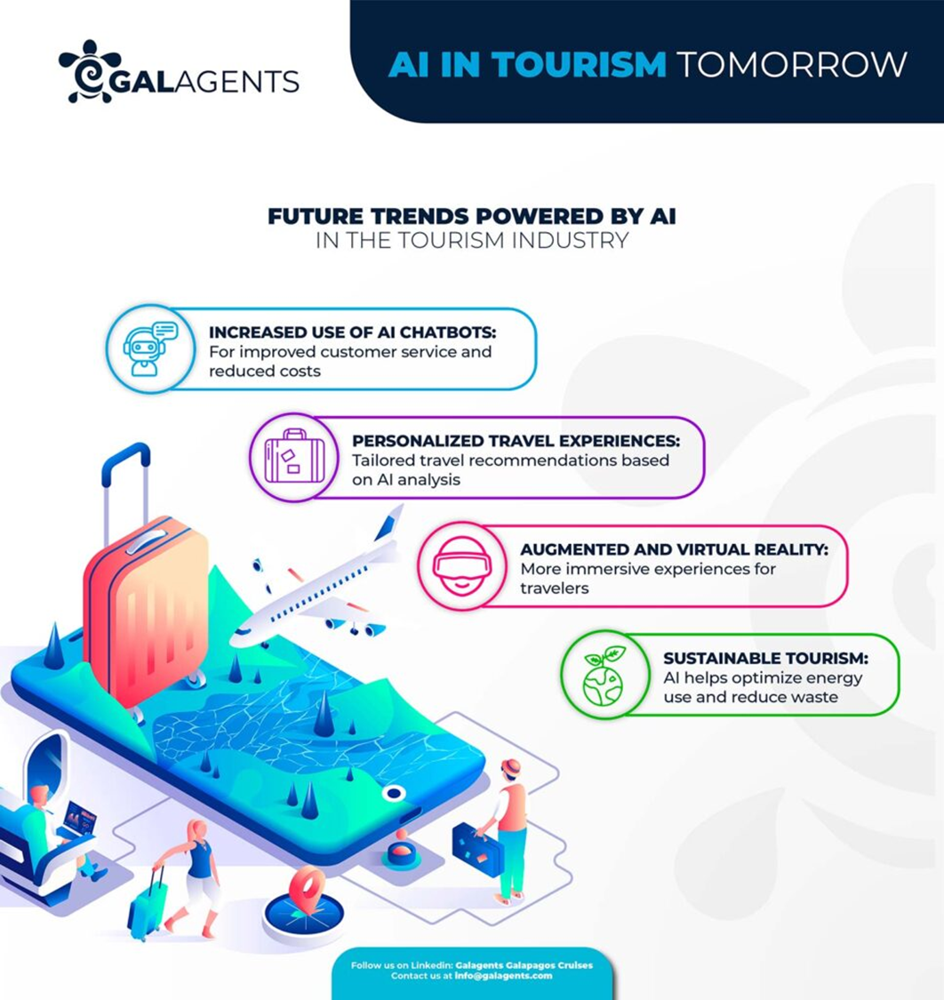 GALAGENTS
AI IN TOURISM TOMORROW
FUTURE TRENDS POWERED BY AI
IN THE TOURISM INDUSTRY
INCREASED USE OF AI CHATBOTS:
For improved customer service and
reduced costs
PERSONALIZED TRAVEL EXPERIENCES:
Tailored travel recommendations based
on AI analysis
AUGMENTED AND VIRTUAL REALITY:
More immersive experiences for
travelers
SUSTAINABLE TOURISM:
AI helps optimize energy
use and reduce waste
Follow us on Linkedin: Galagents Galapagos Cruises
Contact us at info@galagents.com